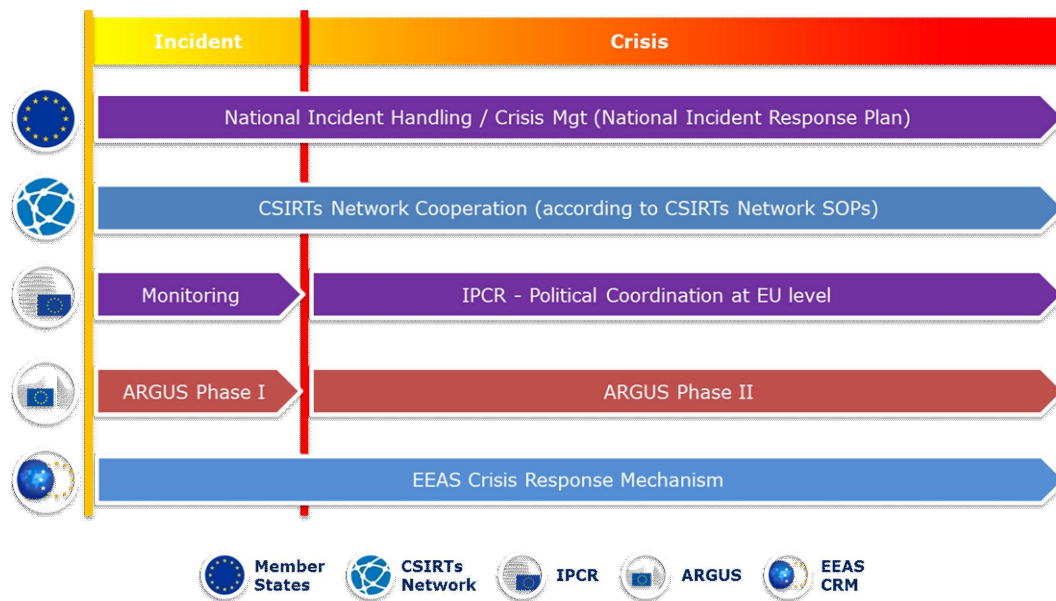 Incident
Crisis
National Incident Handling / Crisis Mgt (National Incident Response Plan)
CSIRTs Network Cooperation (according to CSIRTs Network SOPs)
Monitoring
IPCR - Political Coordination at EU level
ARGUS Phase I
ARGUS Phase II
EEAS Crisis Response Mechanism
Member
States
CSIRTs
Network
IPCR
ARGUS
EEAS
CRM